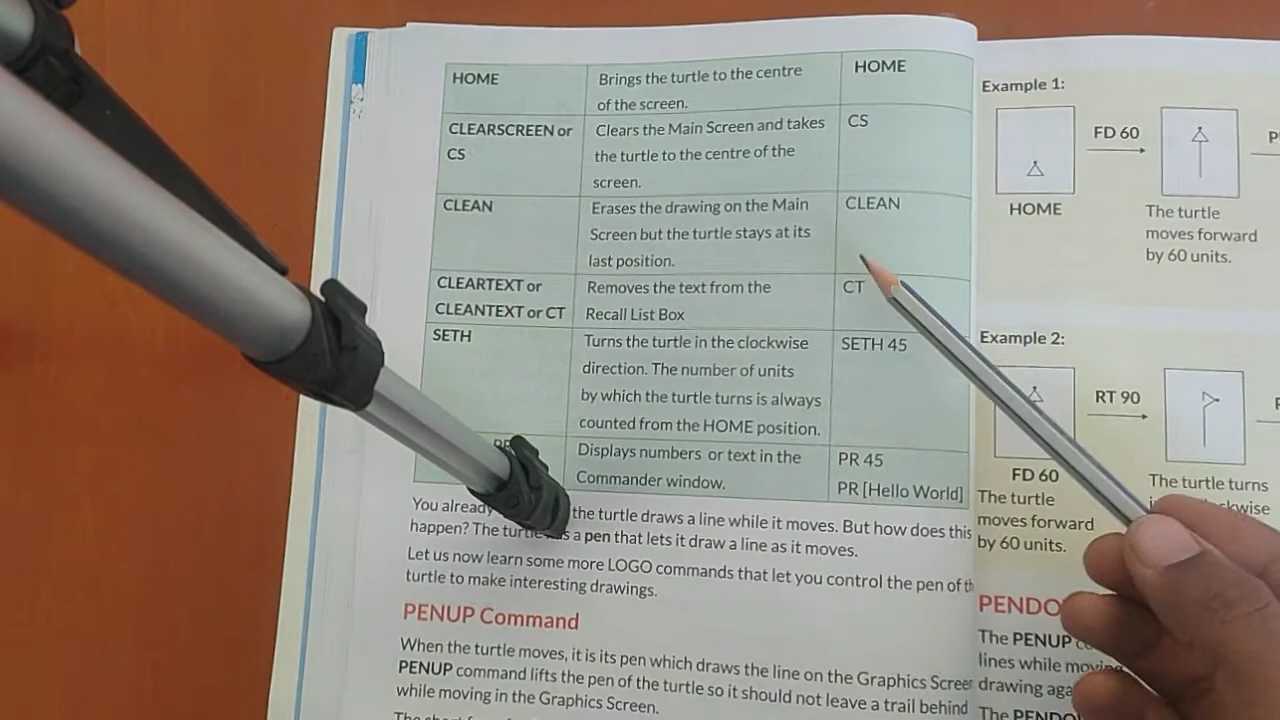 HOME
Brings the turtle to the centre
of the screen.
HOME
CLEARSCREEN or
CS
Clears the Main Screen and takes
the turtle to the centre of the
screen.
CS
CLEAN
Erases the drawing on the Main
Screen but the turtle stays at its
last position.
CLEAN
CLEARTEXT or
CLEANTEXT or CT
Removes the text from the
Recall List Box
CT
SETH
Turns the turtle in the clockwise
direction. The number of units
by which the turtle turns is always
counted from the HOME position.
SETH 45
Displays numbers or text in the
Commander window.
PR 45
PR [Hello World]
You already the turtle draws a line while it moves. But how does this
happen? The a pen that lets it draw a line as it moves.
Let us now learn some more LOGO commands that let you control the pen of
turtle to make interesting drawings.
PENUP Command
When the turtle moves, it is its pen which draws the line on the Graphics
PENUP command lifts the pen of the turtle so it should not leave a trail behind
while moving in the Graphics Screen.
Example 1:
FD 60
HOME
The turtle
moves forward
by 60 units.
Example 2:
RT 90
FD 60
The turtle
moves forward
by 60 units.
The turtle turns
The PENUP
lines while moving
drawing
The